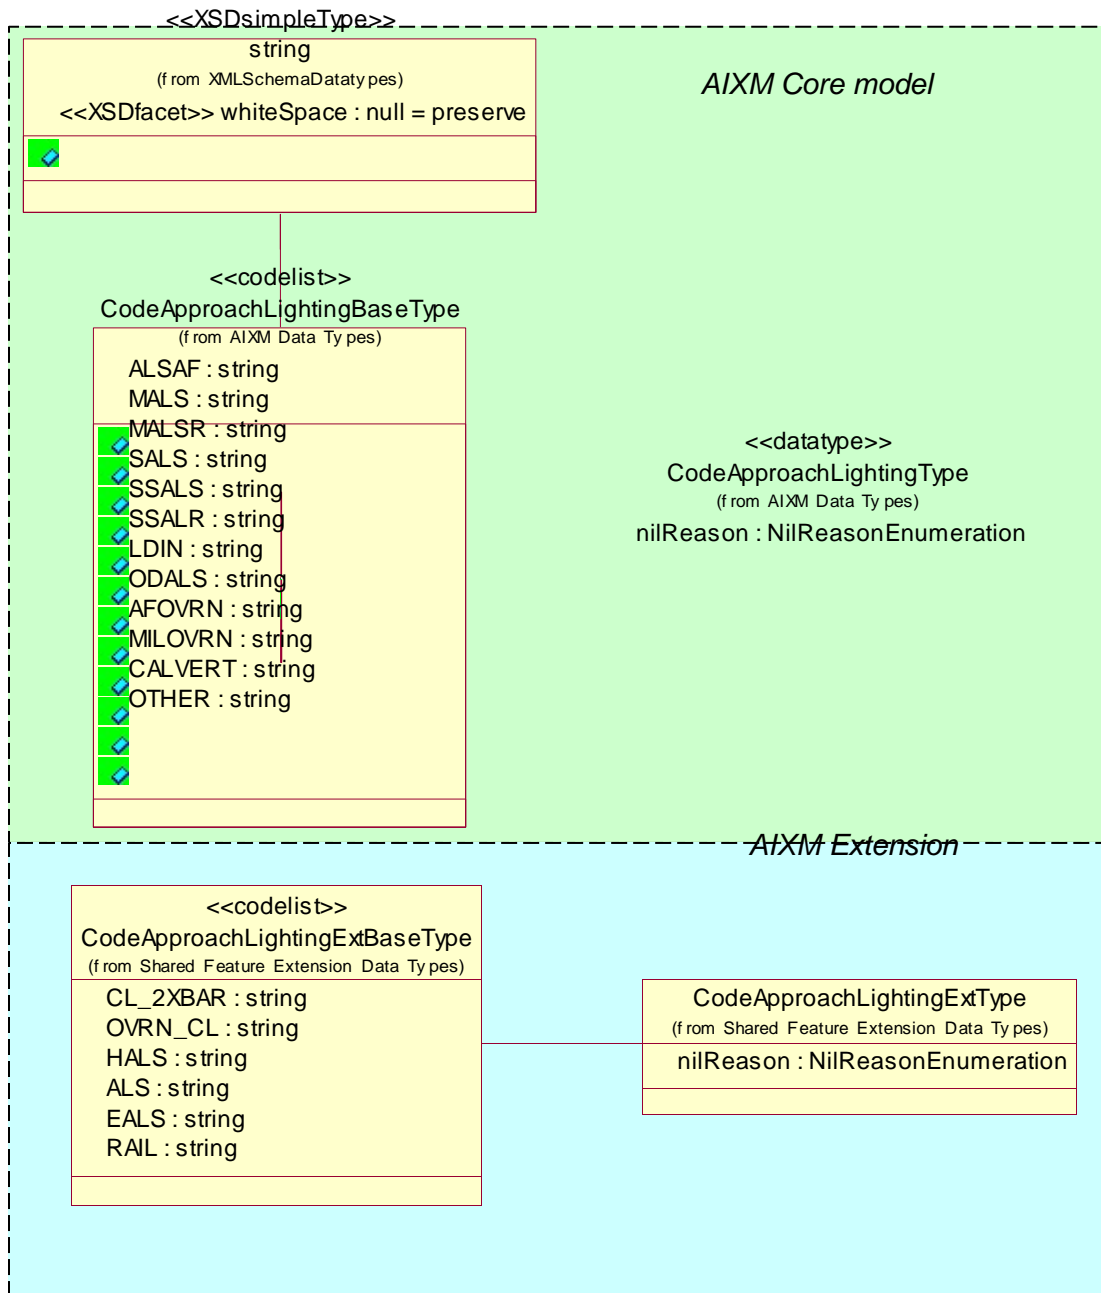 <<XSDsimpleType>>
string
(from XMLSchemaDatatypes)
<<XSDfacet>> whiteSpace : null = preserve
AIXM Core model
<<codelist>>
CodeApproachLightingBaseType
(from AIXM Data Types)
ALSAF : string
MALS : string
MALSR : string
SALS : string
SSALS : string
SSALR : string
LDIN : string
ODALS : string
AFOVRN : string
MILOVRN : string
CALVERT : string
OTHER : string
<<datatype>>
CodeApproachLightingType
(from AIXM Data Types)
nilReason : NilReasonEnumeration
AIXM Extension
<<codelist>>
CodeApproachLightingExtBaseType
(from Shared Feature Extension Data Types)
CL_2XBAR : string
OVRN_CL : string
HALS : string
ALS : string
EALS : string
RAIL : string
CodeApproachLightingExtType
(from Shared Feature Extension Data Types)
nilReason : NilReasonEnumeration